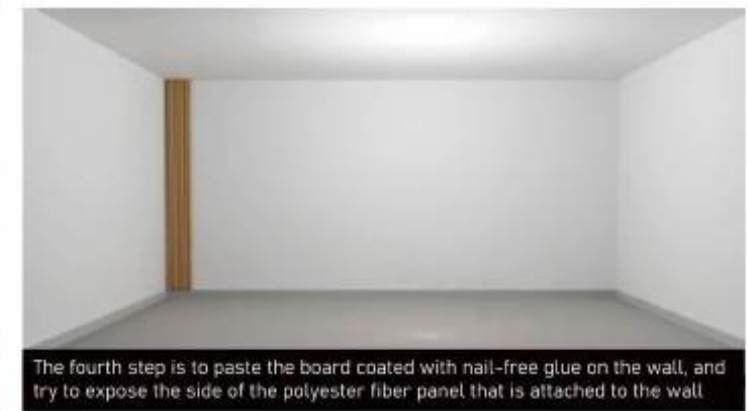 The fourth step is to paste the board coated with nail-free glue on the wall, and
try to expose the side of the polyester fiber panel that is attached to the wall